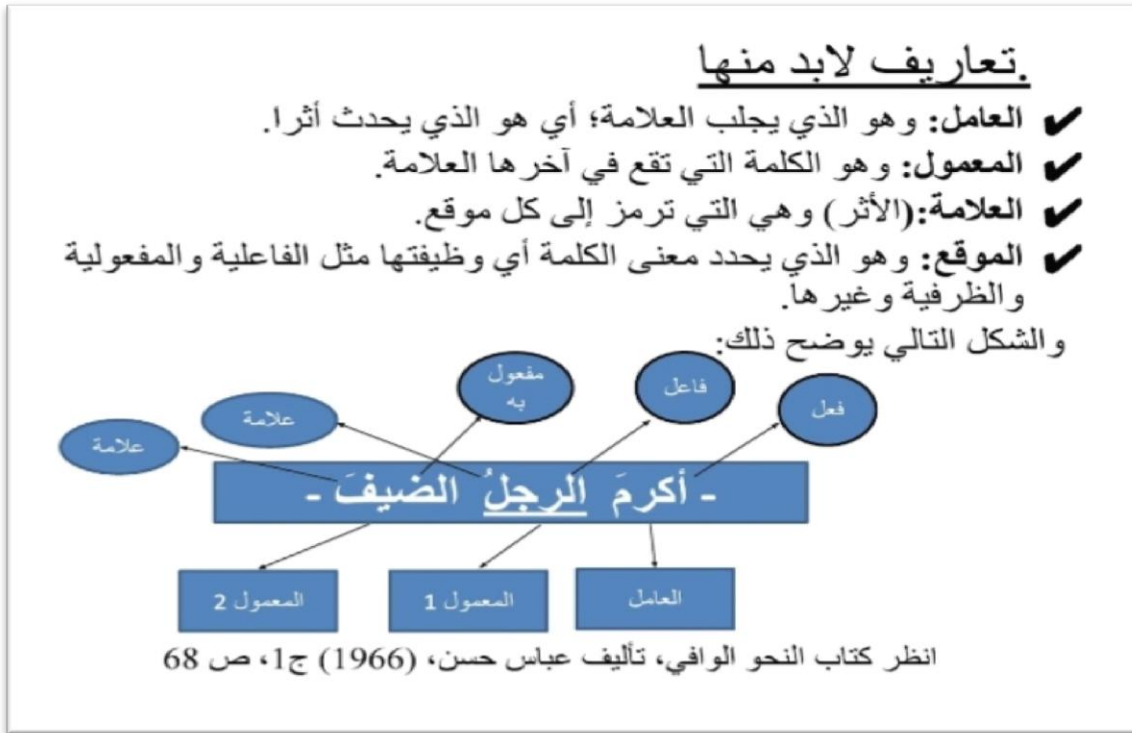 تعاريف لابد منها.
✔ العامل: وهو الذي يجلب العلامة؛ أي هو الذي يحدث أثرا.
✔ المعمول: وهو الكلمة التي تقع في آخرها العلامة.
✔ العلامة:(الأثر) وهي التي ترمز إلى كل موقع.
✔ الموقع: وهو الذي يحدد معنى الكلمة أي وظيفتها مثل الفاعلية والمفعولية
والظرفية وغيرها.
والشكل التالي يوضح ذلك:
فعل
فاعل
مفعول
به
علامة
علامة
- أكرمَ الرجلُ الضيفَ -
العامل
المعمول 1
المعمول 2
انظر كتاب النحو الوافي، تأليف عباس حسن، (1966) ج1، ص 68